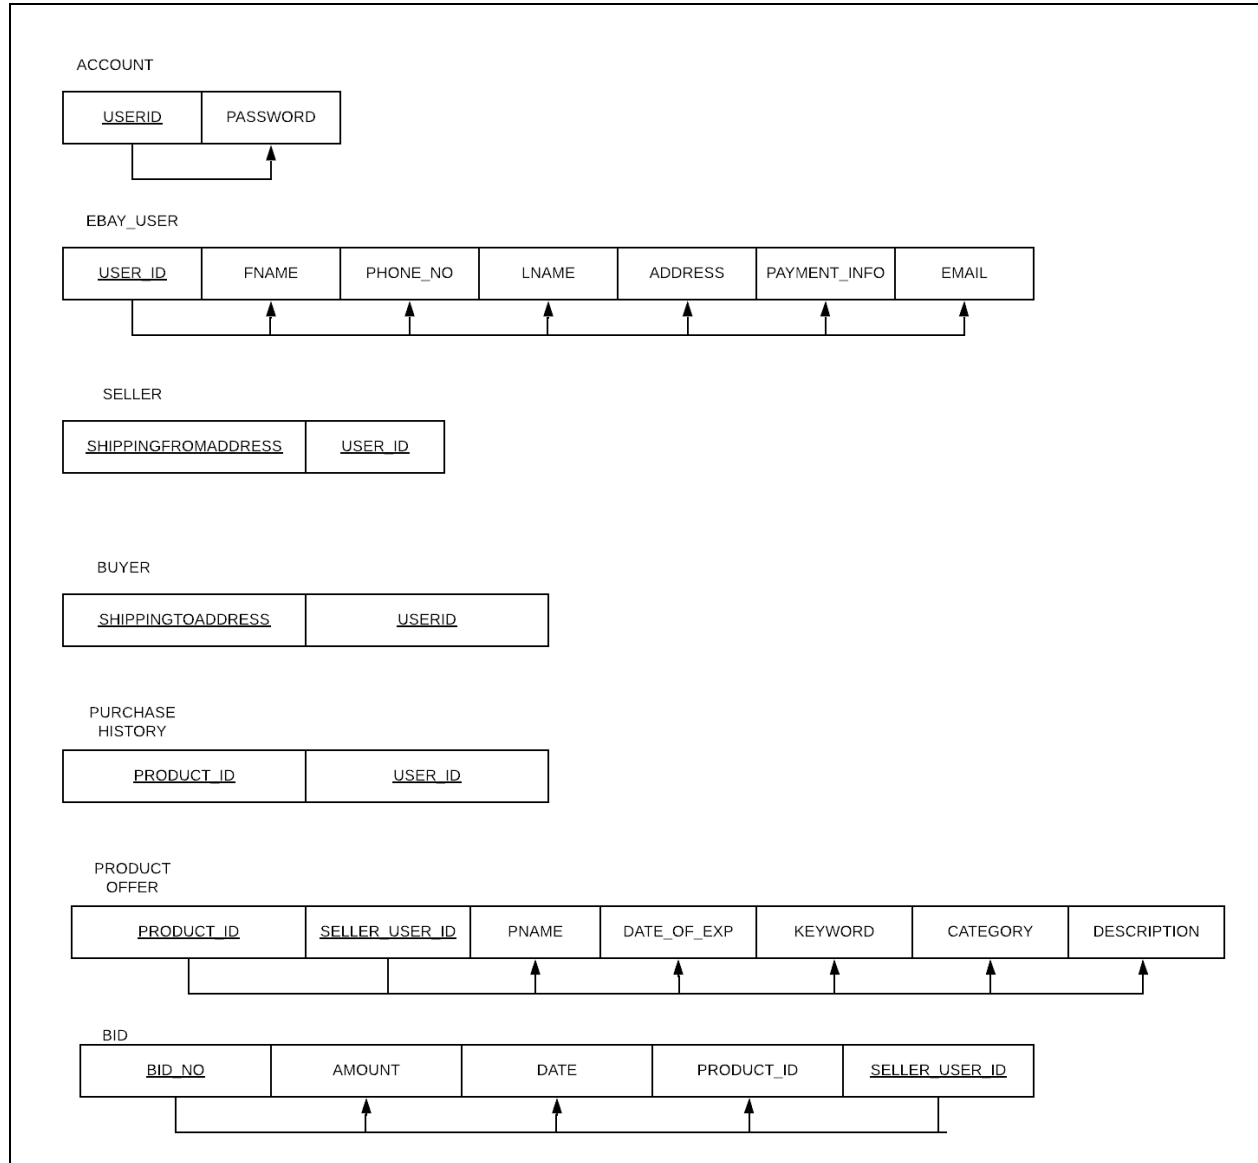 ACCOUNT
USERID PASSWORD
EBAY_USER
USER_ID FNAME PHONE_NO LNAME ADDRESS PAYMENT_INFO EMAIL
SELLER
SHIPPINGFROMADDRESS USER_ID
BUYER
SHIPPINGTOADDRESS USERID
PURCHASE
HISTORY
PRODUCT_ID USER_ID
PRODUCT
OFFER
PRODUCT_ID SELLER_USER_ID PNAME DATE_OF_EXP KEYWORD CATEGORY DESCRIPTION
BID
BID_NO AMOUNT DATE PRODUCT_ID SELLER_USER_ID